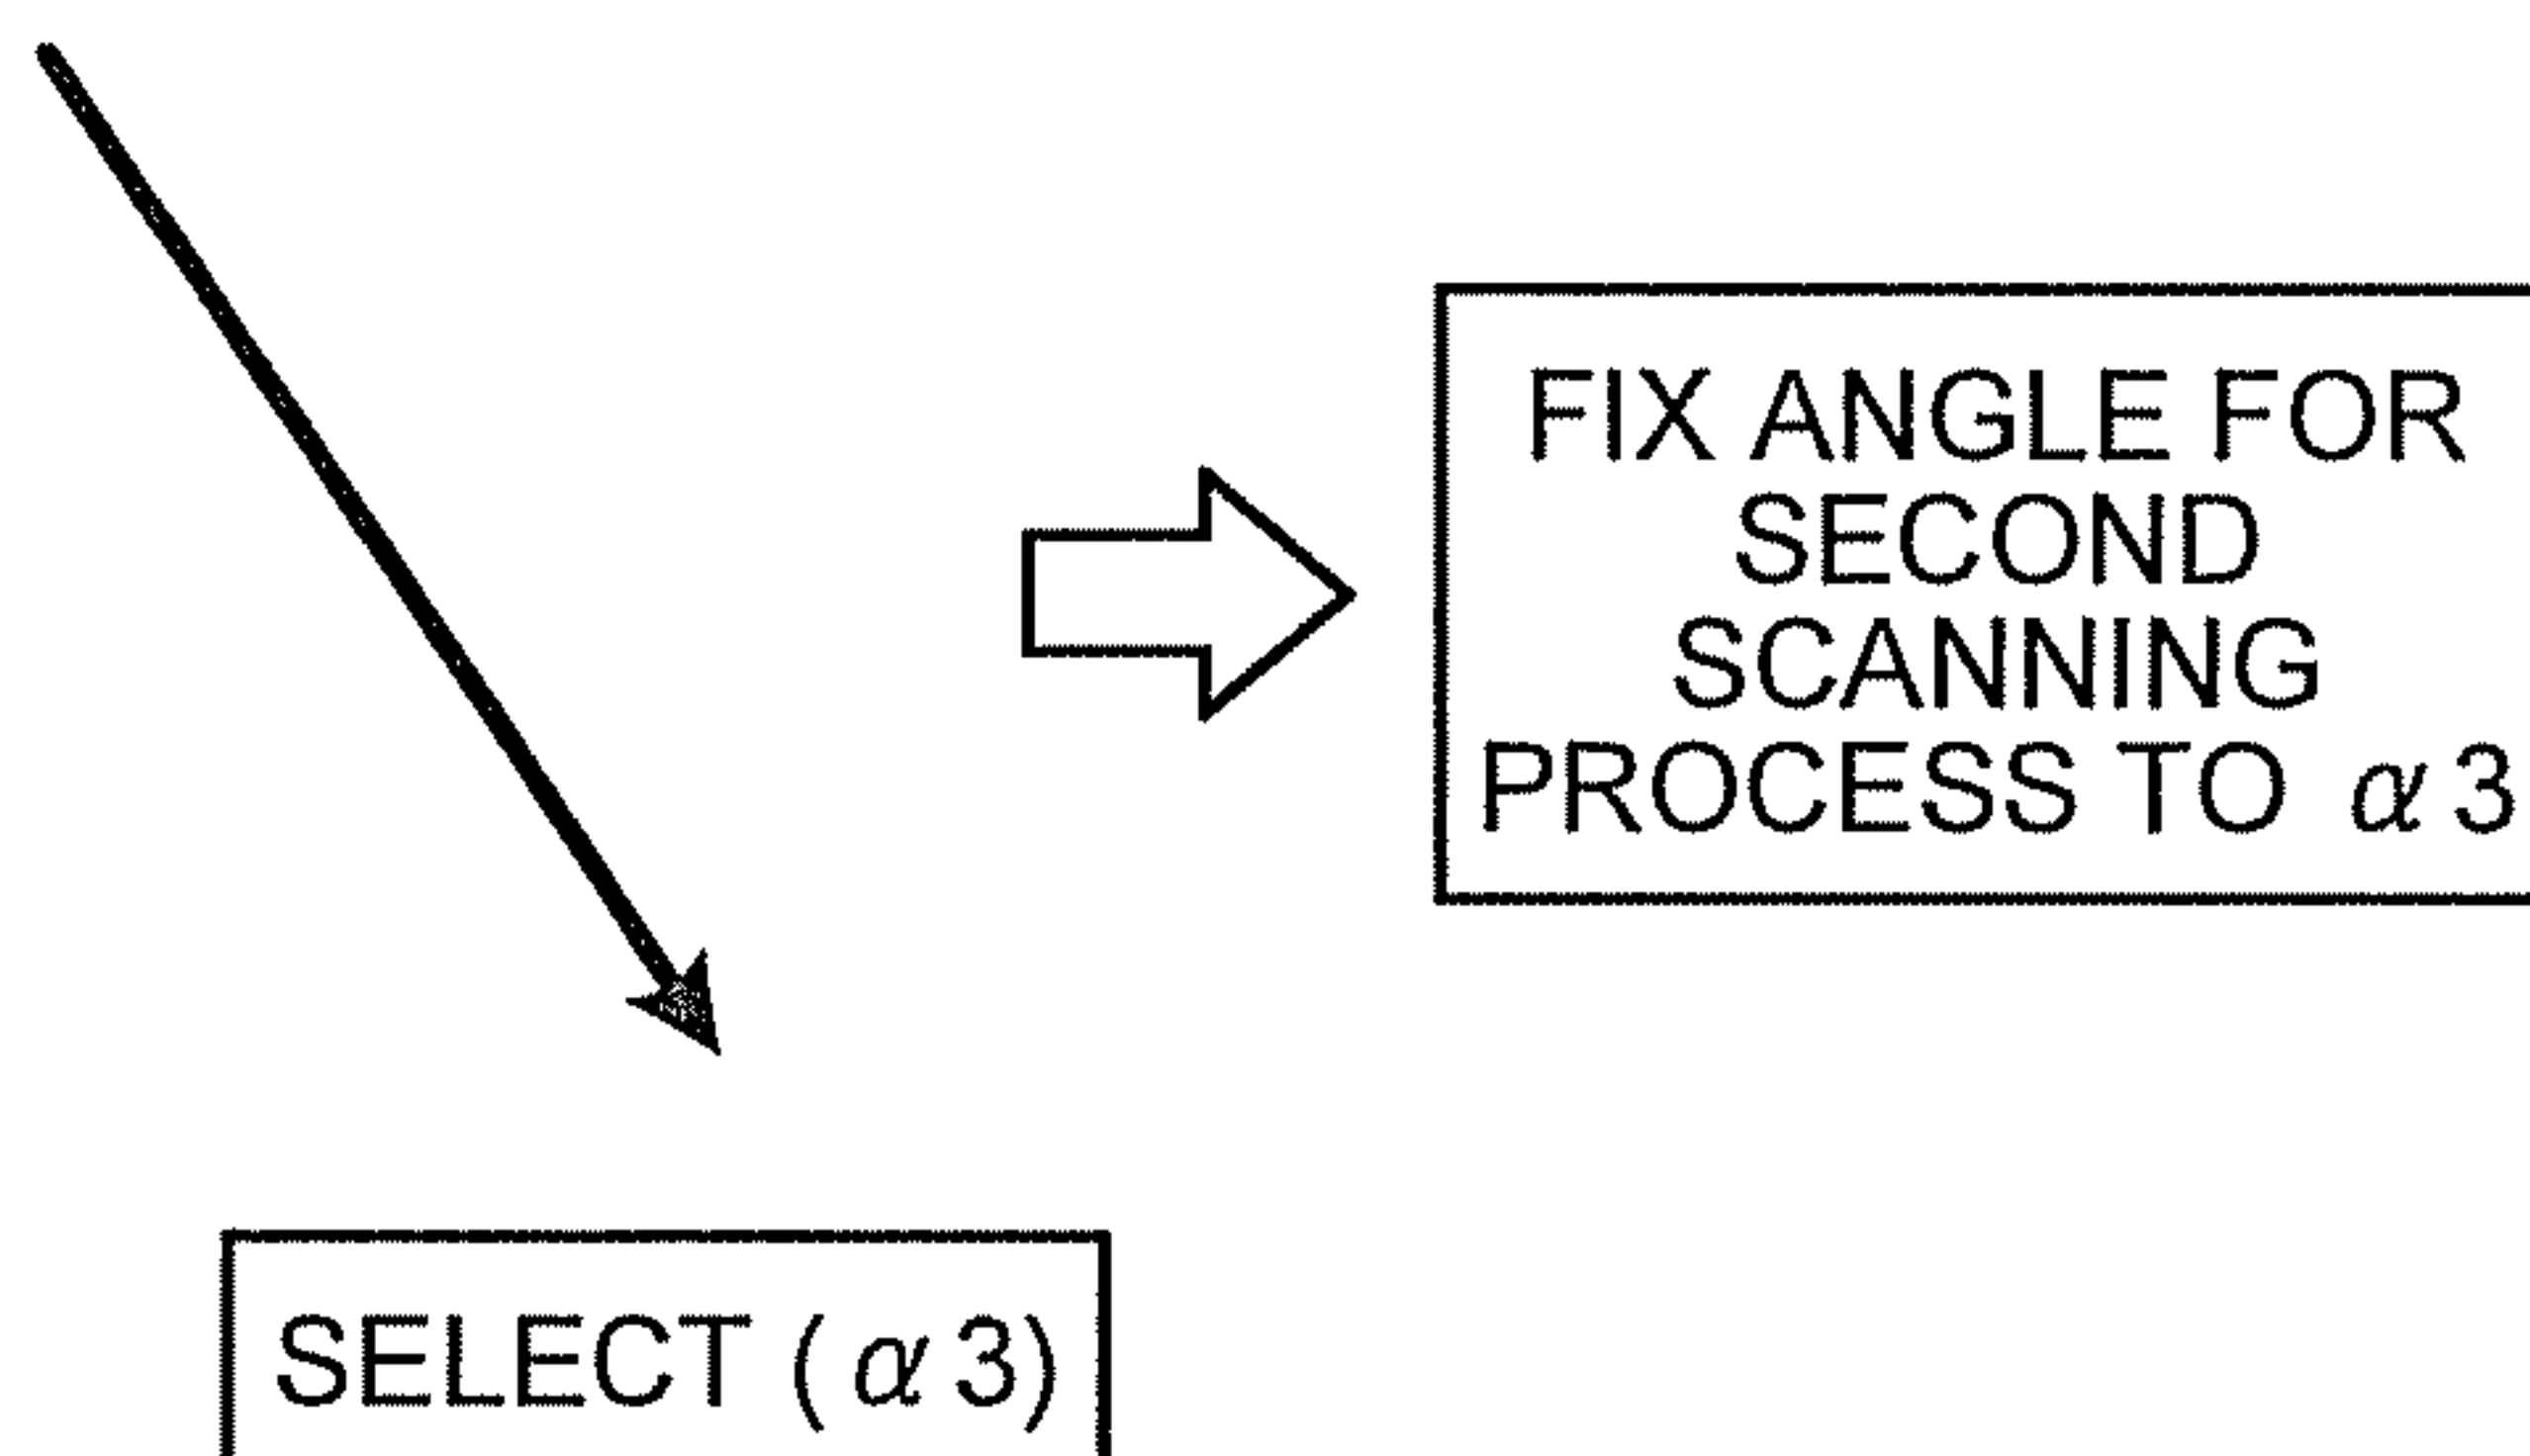 FIX ANGLE FOR
SECOND
SCANNING
PROCESS TO α3
SELECT (α3)